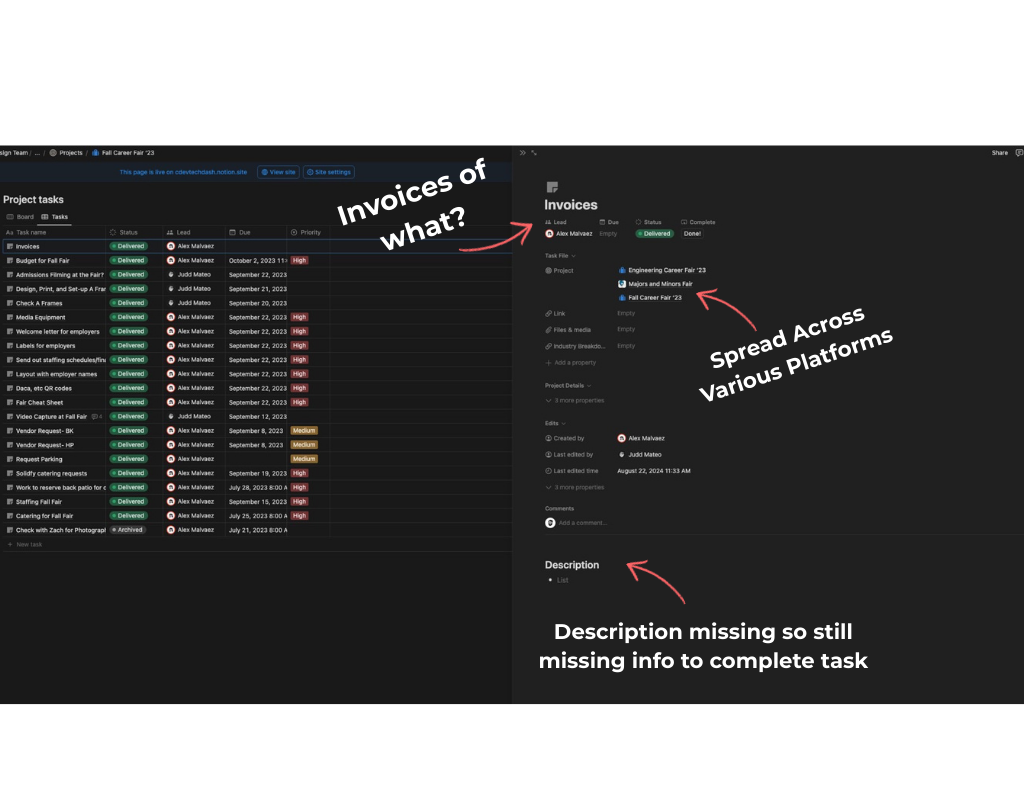 sign Team / ... / Projects / Fall Career Fair '23
This page is live on cdevtechdash.notion.site View site Site settings
Project tasks
Board Tasks
Aa Task name Status Lead Due Priority
Invoices Delivered Alex Malvaez
Budget for Fall Fair Delivered Alex Malvaez October 2, 2023 11: High
Admissions Filming at the Fair? Delivered Judd Mateo September 22, 2023
Design, Print, and Set-up A Frar Delivered Judd Mateo September 21, 2023
Check A Frames Delivered Judd Mateo September 20, 2023
Media Equipment Delivered Alex Malvaez September 22, 2023 High
Welcome letter for employers Delivered Alex Malvaez September 22, 2023 High
Labels for employers Delivered Alex Malvaez September 22, 2023 High
Send out staffing schedules/fin Delivered Alex Malvaez September 22, 2023 High
Layout with employer names Delivered Alex Malvaez September 22, 2023 High
Daca, etc QR codes Delivered Alex Malvaez September 22, 2023 High
Fair Cheat Sheet Delivered Alex Malvaez September 22, 2023 High
Video Capture at Fall Fair 4 Delivered Judd Mateo September 12, 2023
Vendor Request- BK Delivered Alex Malvaez September 8, 2023 Medium
Vendor Request- HP Delivered Alex Malvaez September 8, 2023 Medium
Request Parking Delivered Alex Malvaez Medium
Solidfy catering requests Delivered Alex Malvaez September 19, 2023 High
Work to reserve back patio for c Delivered Alex Malvaez July 28, 2023 8:00 A High
Staffing Fall Fair Delivered Alex Malvaez September 15, 2023 High
Catering for Fall Fair Delivered Alex Malvaez July 25, 2023 8:00 A High
Check with Zach for Photograpl Archived Alex Malvaez July 21, 2023 8:00 A
+ New task
Invoices of
what?
Share
Invoices
Lead Due Status Complete
Alex Malvaez Empty Delivered Done!
Task File
Project Engineering Career Fair '23
Majors and Minors Fair
Fall Career Fair '23
Link Empty
Files & media Empty
Industry Breakdo... Empty
+ Add a property
Spread Across
Various Platforms
Project Details
3 more properties
Edits
Created by Alex Malvaez
Last edited by Judd Mateo
Last edited time August 22, 2024 11:33 AM
3 more properties
Comments
Add a comment...
Description
• List
Description missing so still
missing info to complete task